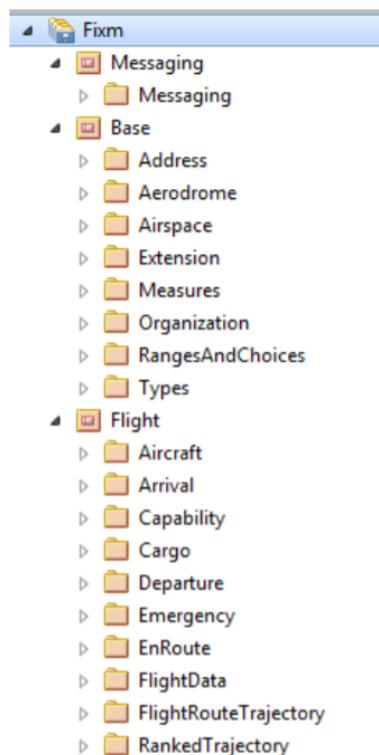 Fixm
Messaging
Messaging
Base
Address
Aerodrome
Airspace
Extension
Measures
Organization
RangesAndChoices
Types
Flight
Aircraft
Arrival
Capability
Cargo
Departure
Emergency
EnRoute
FlightData
FlightRouteTrajectory
RankedTrajectory